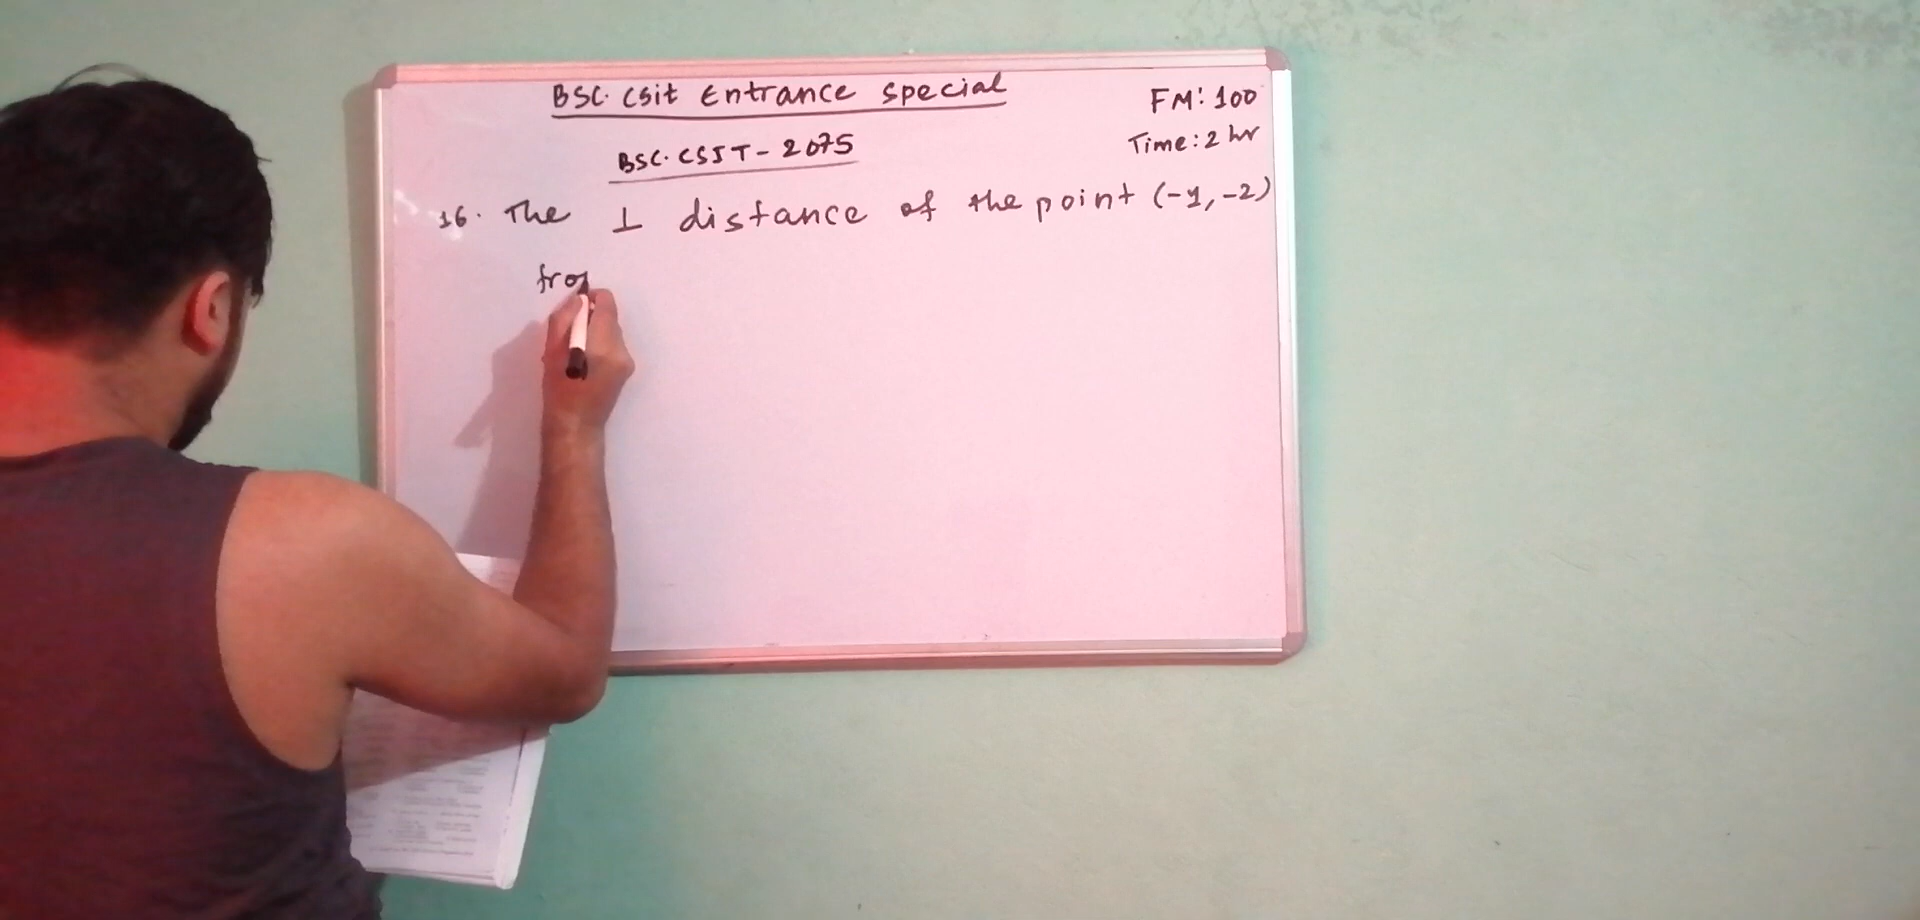 BSC. Csit Entrance special
FM: 100
Time: 2 hr
BSC. CSIT - 2075
16. The ⊥ distance of the point (-1, -2)
fro